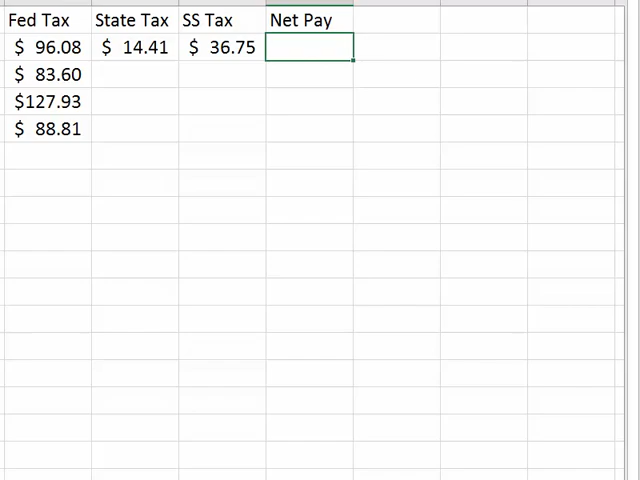 Fed Tax State Tax SS Tax Net Pay
$ 96.08 $ 14.41 $ 36.75
$ 83.60
$127.93
$ 88.81